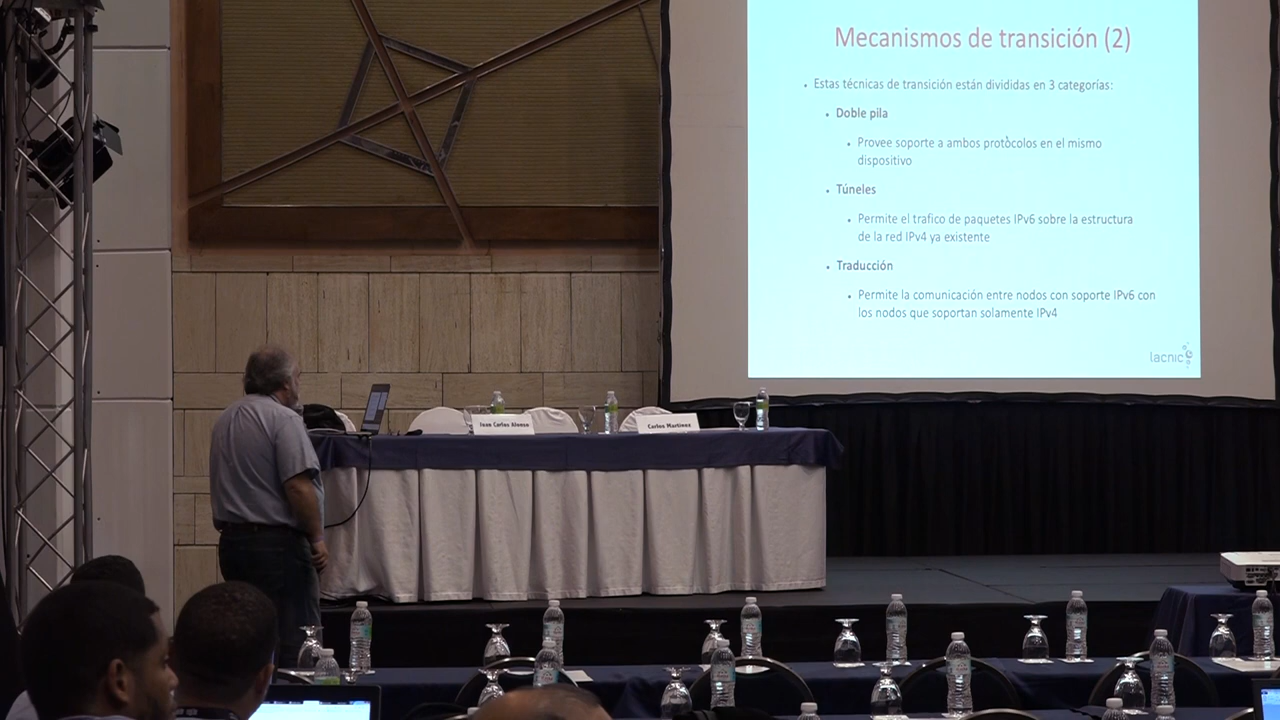 Mecanismos de transición (2)
Estas técnicas de transición están divididas en 3 categorías:
Doble pila
Provee soporte a ambos protocolos en el mismo
dispositivo
Túneles
Permite el trafico de paquetes IPv6 sobre la estructura
de la red IPv4 ya existente
Traducción
Permite la comunicación entre nodos con soporte IPv6 con
los nodos que soportan solamente IPv4
lacnic
Juan Carlos Alonso
Carlos Martinez